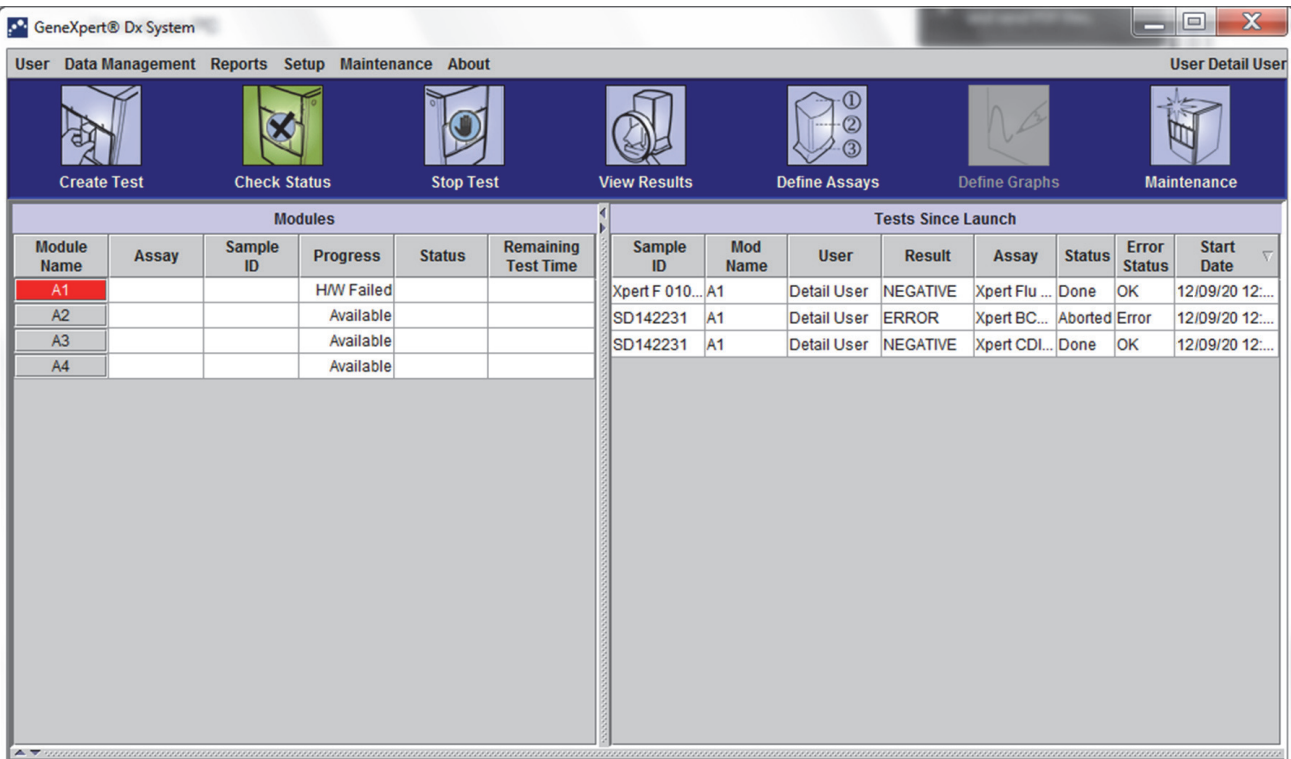 GeneXpert® Dx System
User Data Management Reports Setup Maintenance About User Detail User
① ② ③
Create Test Check Status Stop Test View Results Define Assays Define Graphs Maintenance
Modules
Module Name Assay Sample ID Progress Status Remaining Test Time
A1 H/W Failed
A2 Available
A3 Available
A4 Available
Tests Since Launch
Sample ID Mod Name User Result Assay Status Error Status Start Date
Xpert F 010... A1 Detail User NEGATIVE Xpert Flu ... Done OK 12/09/20 12:...
SD142231 A1 Detail User ERROR Xpert BC... Aborted Error 12/09/20 12:...
SD142231 A1 Detail User NEGATIVE Xpert CDI... Done OK 12/09/20 12:...